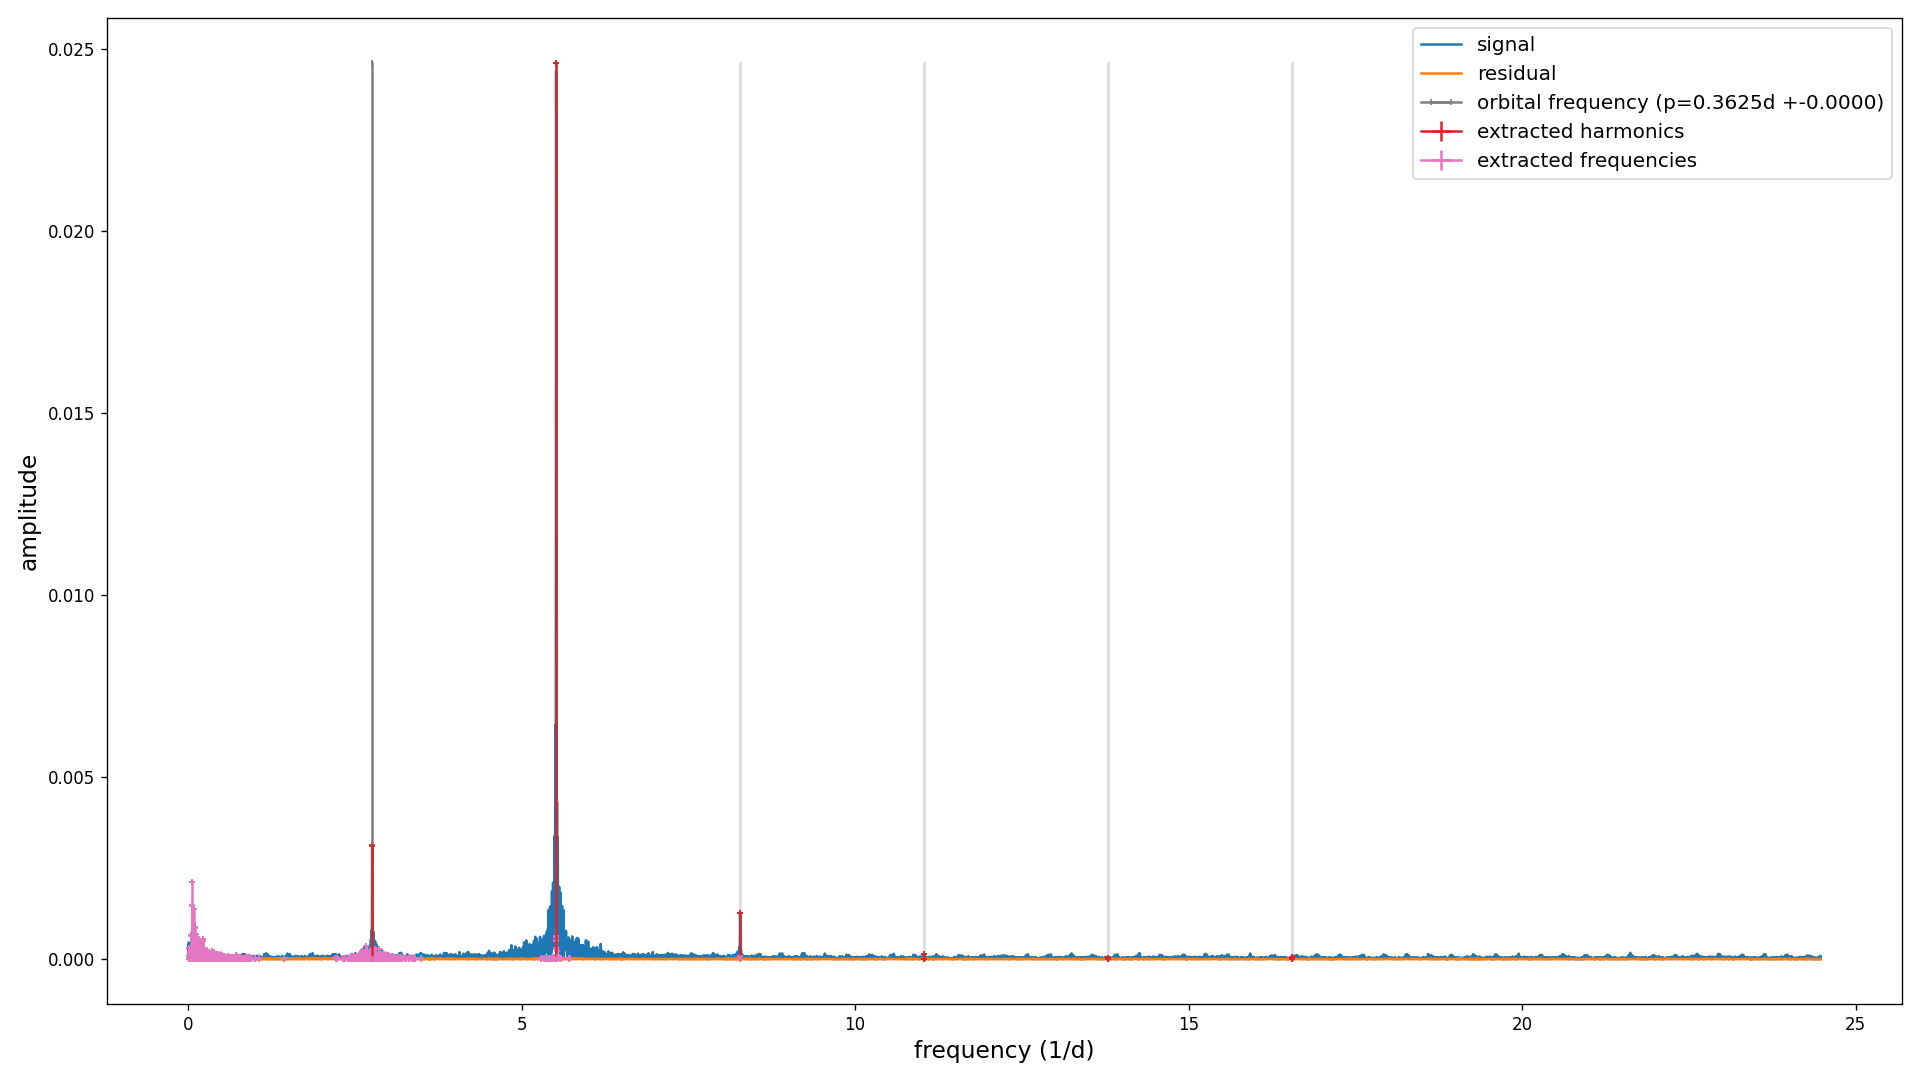 0.025
0.020
0.015
0.010
0.005
0.000
amplitude
0
5
10
15
20
25
frequency (1/d)
signal
residual
orbital frequency (p=0.3625d +-0.0000)
extracted harmonics
extracted frequencies